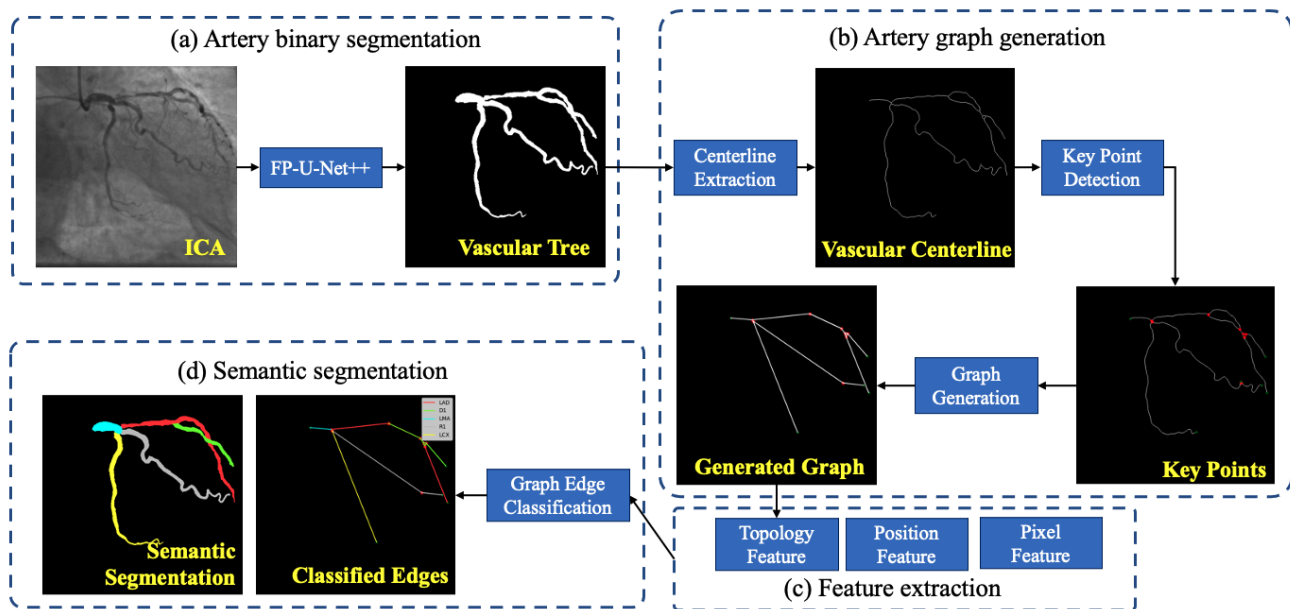 (a) Artery binary segmentation
ICA
FP-U-Net++
Vascular Tree
(b) Artery graph generation
Centerline
Extraction
Vascular Centerline
Key Point
Detection
Key Points
Graph
Generation
Generated Graph
(c) Feature extraction
Topology
Feature
Position
Feature
Pixel
Feature
(d) Semantic segmentation
Graph Edge
Classification
LAD
D1
LMA
R1
LCX
Classified Edges
Semantic
Segmentation